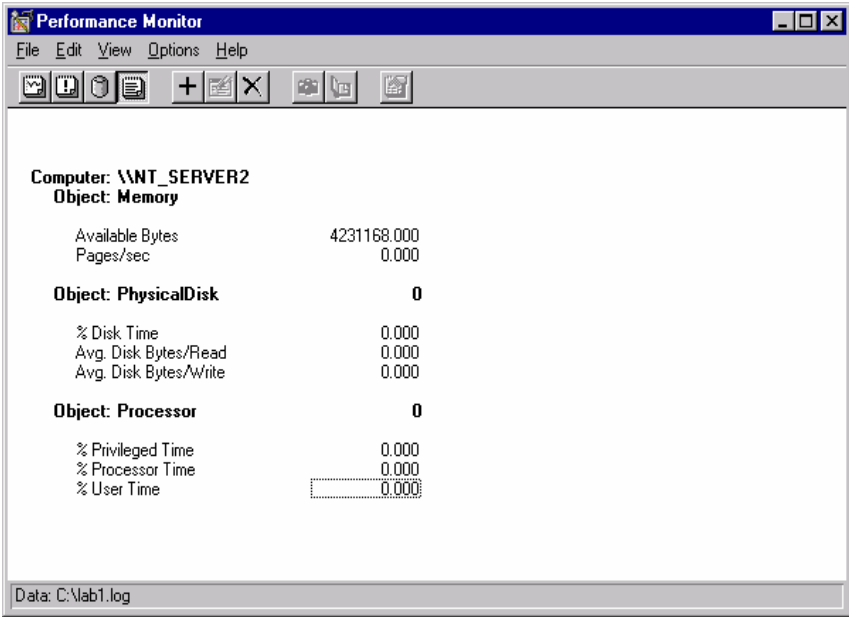 Performance Monitor
File Edit View Options Help
Computer: \\NT_SERVER2
Object: Memory
Available Bytes 4231168.000
Pages/sec 0.000
Object: PhysicalDisk 0
% Disk Time 0.000
Avg. Disk Bytes/Read 0.000
Avg. Disk Bytes/Write 0.000
Object: Processor 0
% Privileged Time 0.000
% Processor Time 0.000
% User Time 0.000
Data: C:\lab1.log